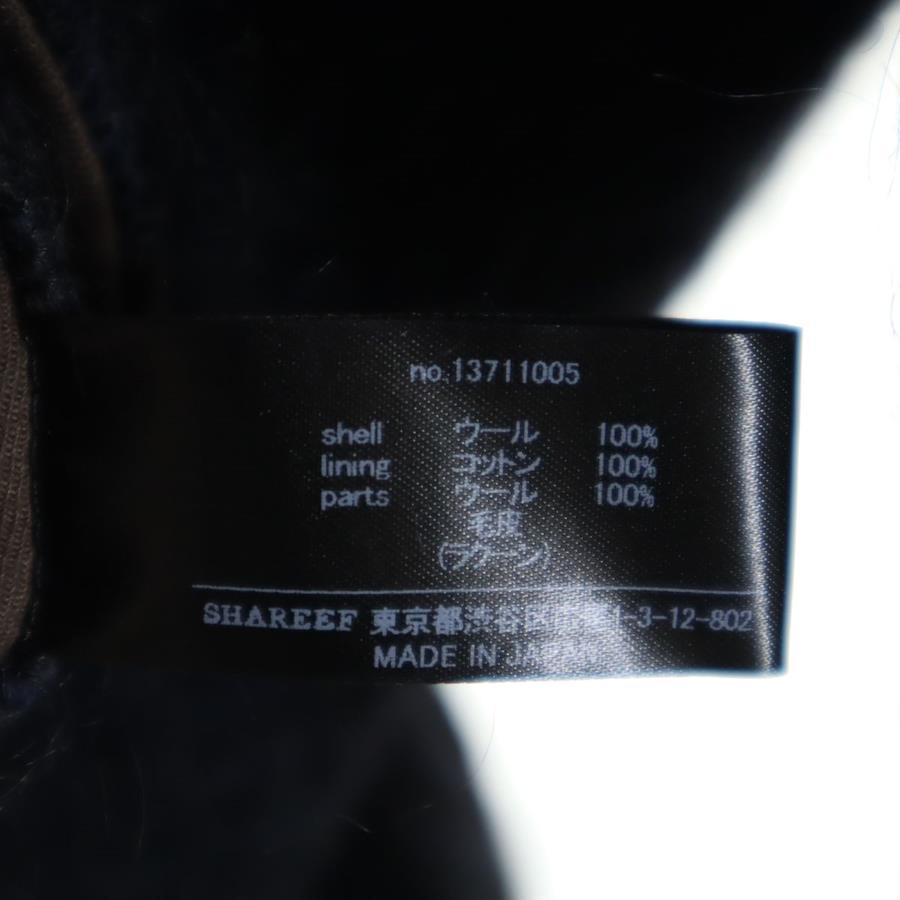 no.13711005
shell ウール 100%
lining コットン 100%
parts ウール 100%
毛皮
(ラクーン)
SHAREEF 東京都渋谷区 1-3-12-802
MADE IN JAPAN